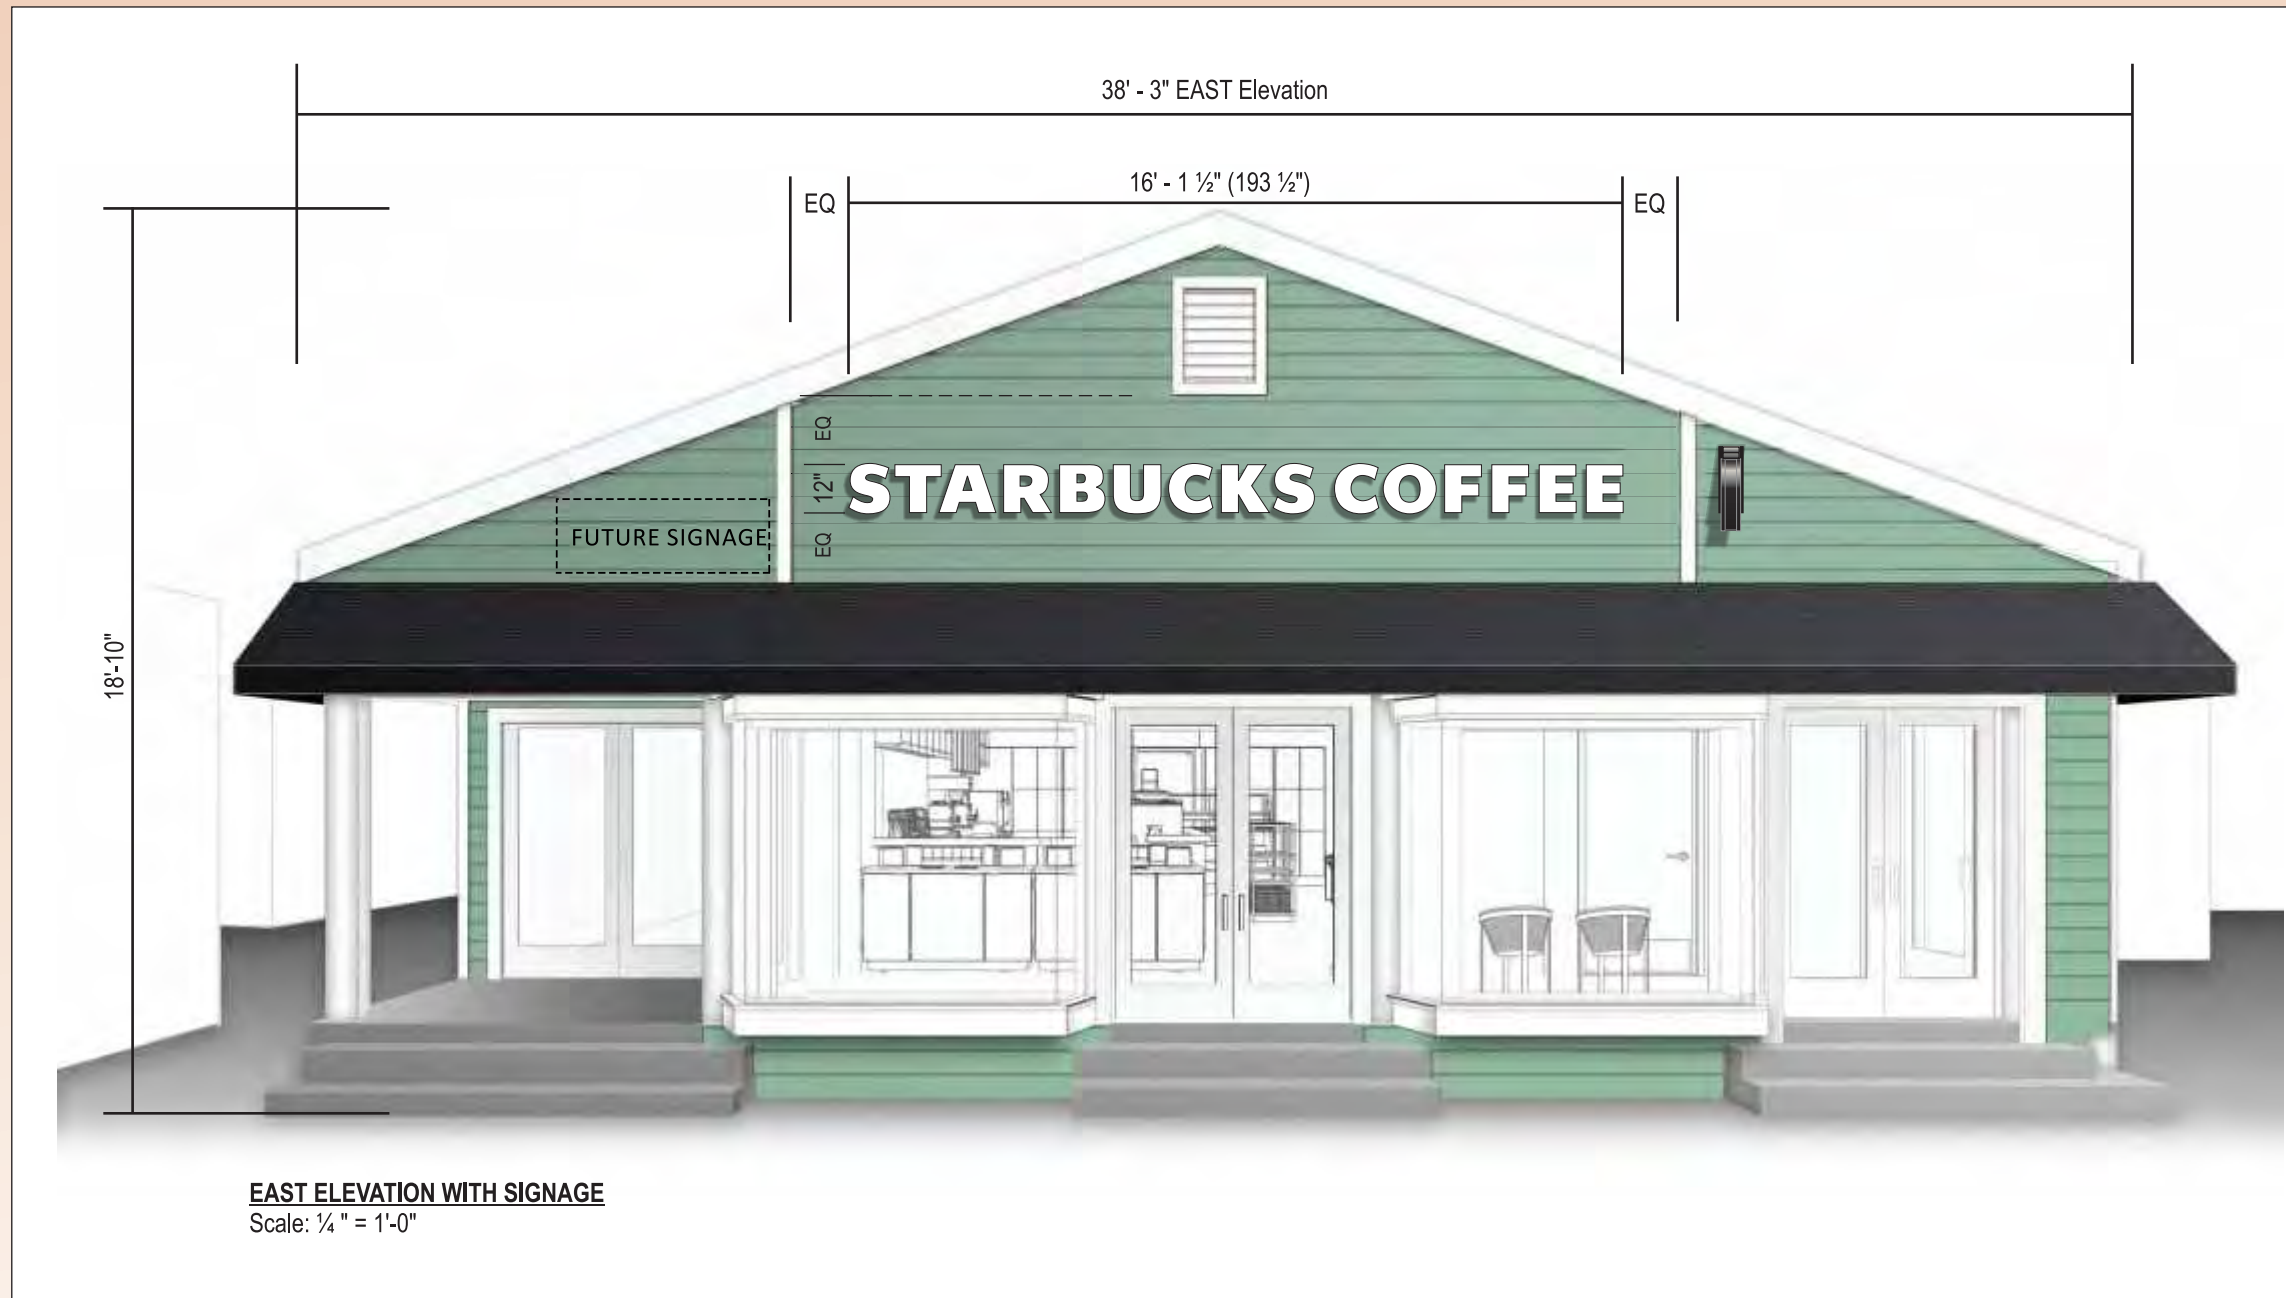 38' - 3" EAST Elevation
16' - 1 ½" (193 ½")
EQ
EQ
EQ
12"
STARBUCKS COFFEE
EQ
FUTURE SIGNAGE
18'-10"
EAST ELEVATION WITH SIGNAGE
Scale: ¼ " = 1'-0"